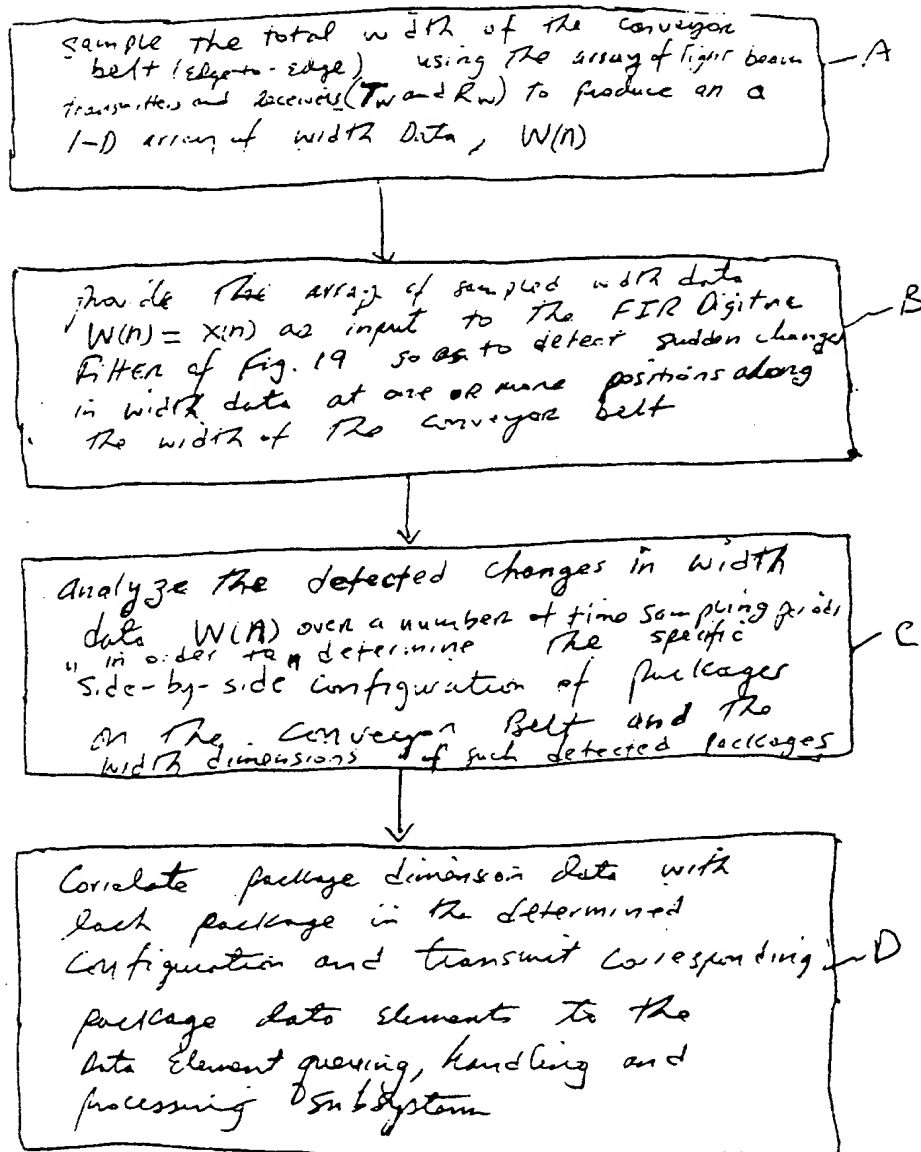 Sample the total width of the conveyor
belt (Edge-to-Edge) using the array of light beam
transmitters and receivers (Tw and Rw) to produce an a
1-D array of width Data, W(n)
A
Provide this array of sampled width data
W(n) = X(n) as input to the FIR Digital
Filter of Fig. 19 so as to detect sudden changes
in width data at one or more positions along
the width of the conveyor belt
B
Analyze the detected changes in width
data W(n) over a number of time sampling periods
"in order to" determine the specific
"side-by-side" configuration of packages
on the Conveyor Belt and the
width dimensions of such detected packages
C
Correlate package dimension data with
each package in the determined
configuration and transmit corresponding
package data elements to the
Data Element queuing, handling and
processing subsystem
D